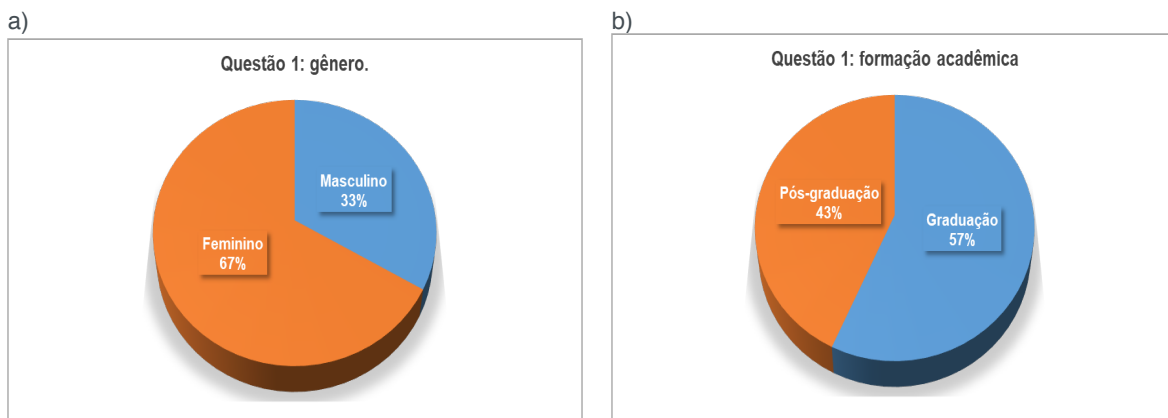 a)
Questão 1: gênero.
Masculino
33%
Feminino
67%
b)
Questão 1: formação acadêmica
Pós-graduação
43%
Graduação
57%